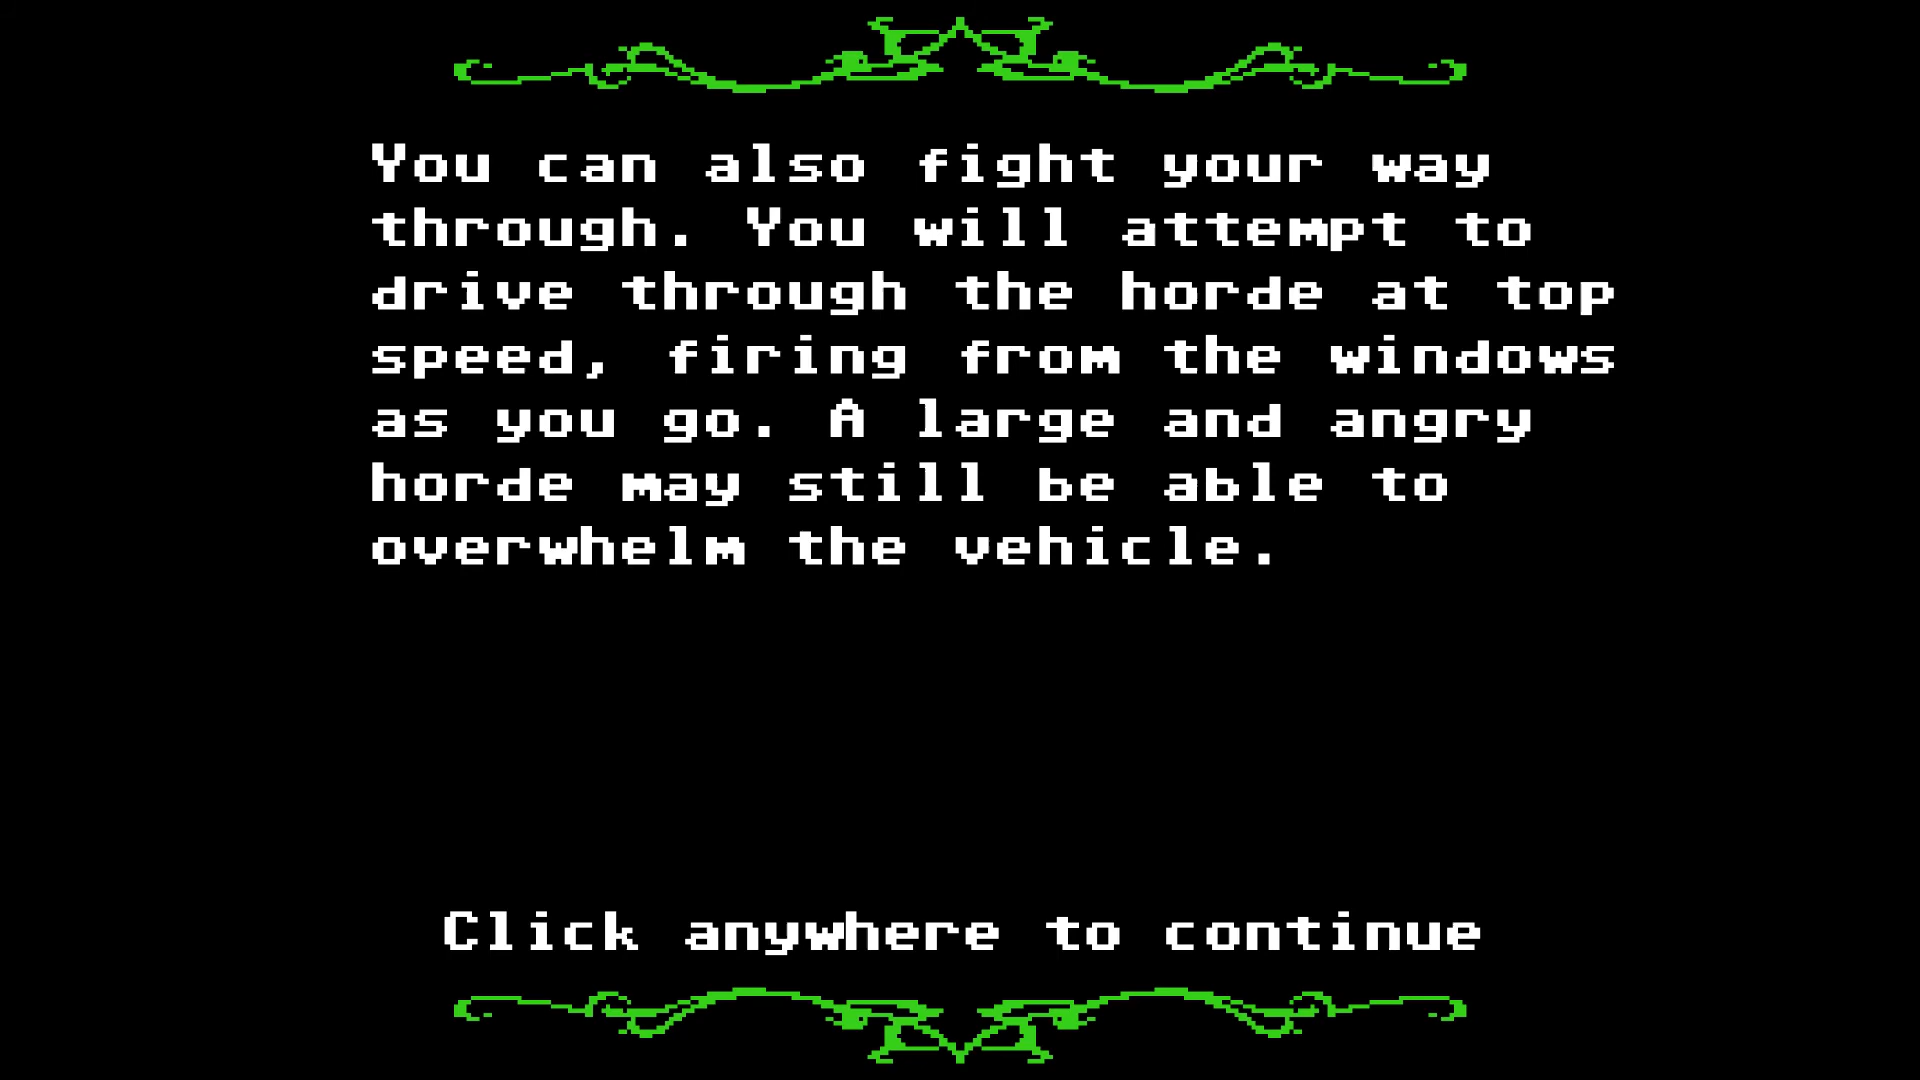 You can also fight your way
through. You will attempt to
drive through the horde at top
speed, firing from the windows
as you go. A large and angry
horde may still be able to
overwhelm the vehicle.
Click anywhere to continue